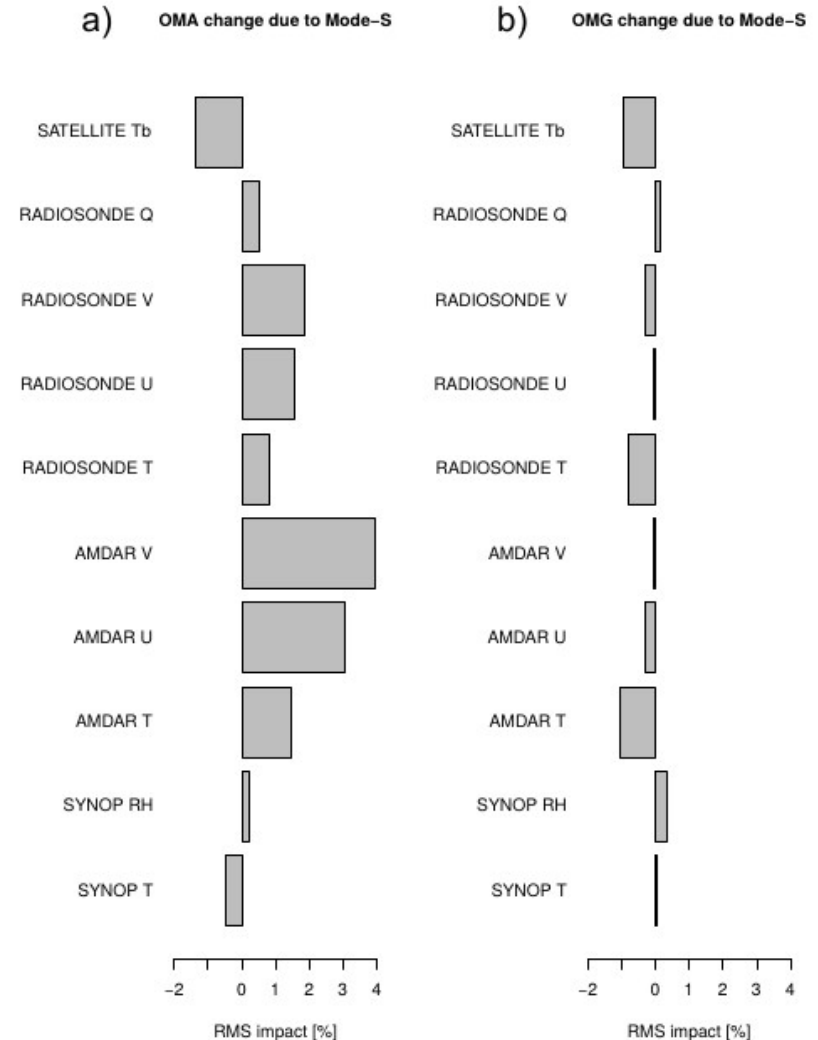 a) OMA change due to Mode−S
SATELLITE Tb
RADIOSONDE Q
RADIOSONDE V
RADIOSONDE U
RADIOSONDE T
AMDAR V
AMDAR U
AMDAR T
SYNOP RH
SYNOP T
−2 0 1 2 3 4
RMS impact [%]
b) OMG change due to Mode−S
SATELLITE Tb
RADIOSONDE Q
RADIOSONDE V
RADIOSONDE U
RADIOSONDE T
AMDAR V
AMDAR U
AMDAR T
SYNOP RH
SYNOP T
−2 0 1 2 3 4
RMS impact [%]